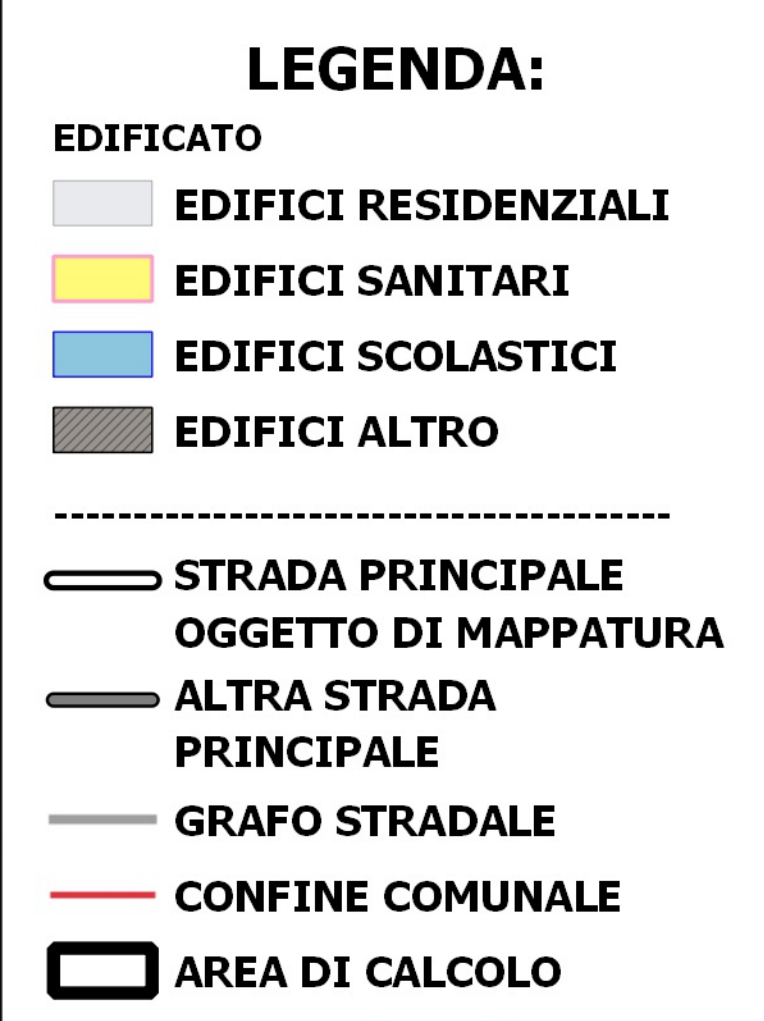 LEGENDA:
EDIFICATO
EDIFICI RESIDENZIALI
EDIFICI SANITARI
EDIFICI SCOLASTICI
EDIFICI ALTRO
---------------------------------------
STRADA PRINCIPALE
OGGETTO DI MAPPATURA
ALTRA STRADA
PRINCIPALE
GRAFO STRADALE
CONFINE COMUNALE
AREA DI CALCOLO